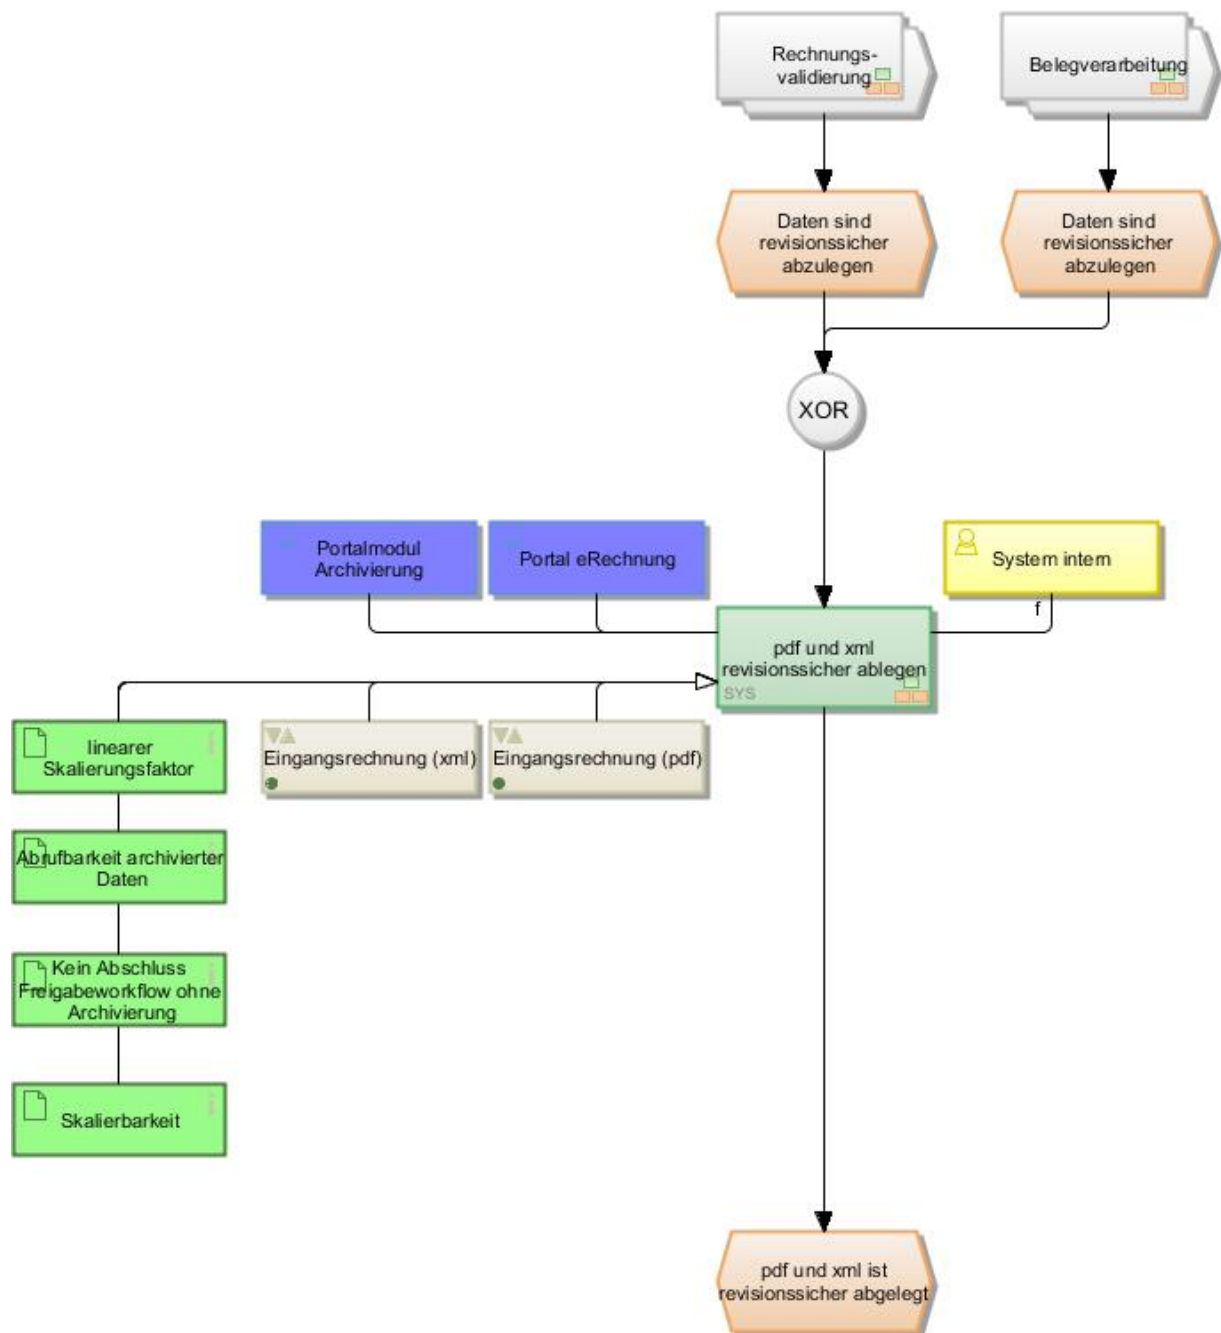 Rechnungs-
validierung
Belegverarbeitung
Daten sind
revisionssicher
abzulegen
Daten sind
revisionssicher
abzulegen
XOR
Portalmodul
Archivierung
Portal eRechnung
System intern
f
pdf und xml
revisionssicher ablegen
SYS
linearer
Skalierungsfaktor
Eingangsrechnung (xml)
Eingangsrechnung (pdf)
Abrufbarkeit archivierter
Daten
Kein Abschluss
Freigabeworkflow ohne
Archivierung
Skalierbarkeit
pdf und xml ist
revisionssicher abgelegt